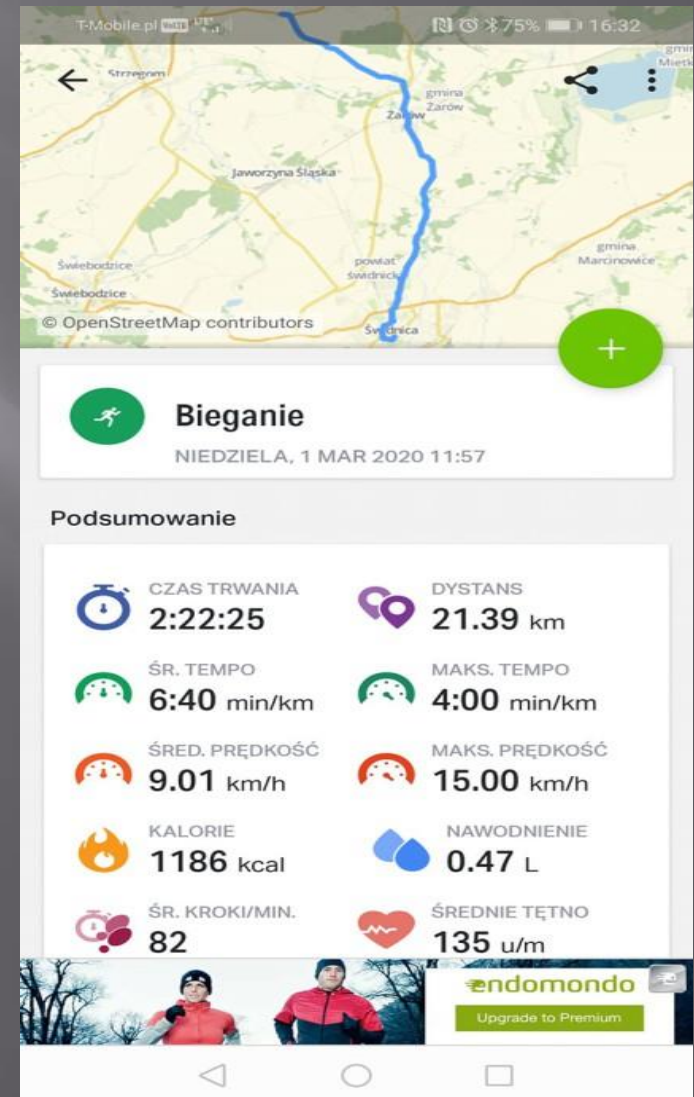 T-Mobile.pl VoLTE LTE+ 75% 16:32
gmina
Mietk
Strzegom
gmina
Żarów
Żarów
Jaworzyna Śląska
gmina
Marcinowice
powiat
świdnicki
Świebodzice
Świebodzice
© OpenStreetMap contributors
Świdnica
+
Bieganie
NIEDZIELA, 1 MAR 2020 11:57
Podsumowanie
CZAS TRWANIA
2:22:25
DYSTANS
21.39 km
ŚR. TEMPO
6:40 min/km
MAKS. TEMPO
4:00 min/km
ŚRED. PRĘDKOŚĆ
9.01 km/h
MAKS. PRĘDKOŚĆ
15.00 km/h
KALORIE
1186 kcal
NAWODNIENIE
0.47 L
ŚR. KROKI/MIN.
82
ŚREDNIE TĘTNO
135 u/m
endomondo
Upgrade to Premium